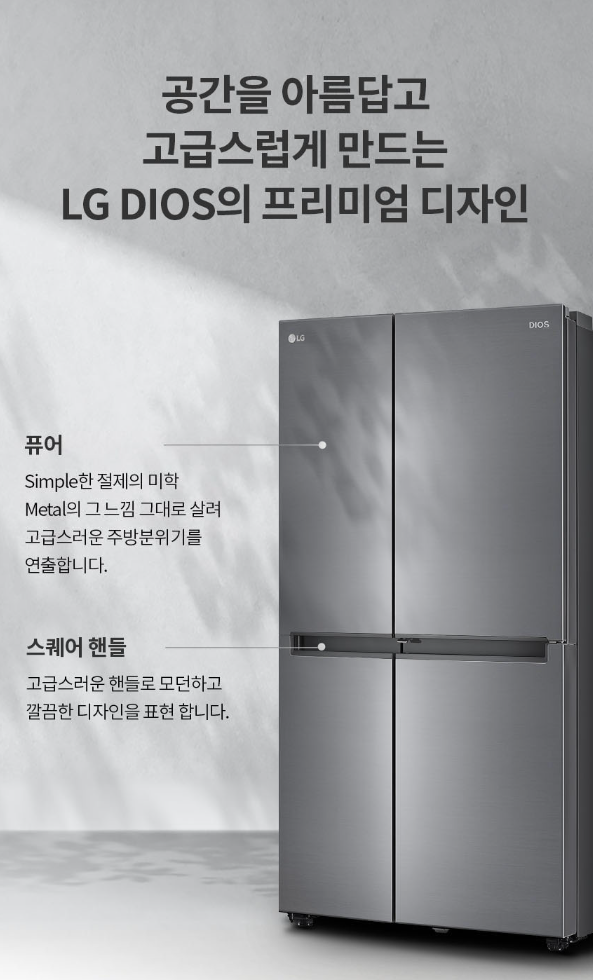 공간을 아름답고
고급스럽게 만드는
LG DIOS의 프리미엄 디자인
LG
DIOS
퓨어
Simple한 절제의 미학
Metal의 그 느낌 그대로 살려
고급스러운 주방분위기를
연출합니다.
스퀘어 핸들
고급스러운 핸들로 모던하고
깔끔한 디자인을 표현 합니다.